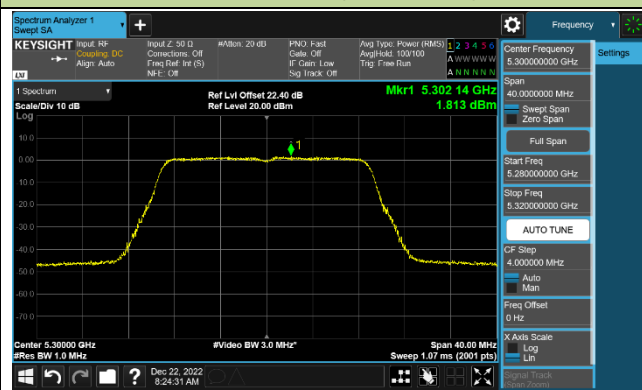 Spectrum Analyzer 1
Swept SA
Frequency
KEYSIGHT
Input: RF
Coupling: DC
Align: Auto
Input Z: 50 Ω
Corrections: Off
Freq Ref: Int (S)
NFE: Off
#Atten: 20 dB
PNO: Fast
Gate: Off
IF Gain: Low
Sig Track: Off
Avg Type: Power (RMS)
Avg|Hold: 100/100
Trig: Free Run
1 2 3 4 5 6
A W W W W W
A N N N N N
LXI
1 Spectrum
Scale/Div 10 dB
Log
Ref Lvl Offset 22.40 dB
Ref Level 20.00 dBm
Mkr1 5.302 14 GHz
1.813 dBm
10.0
0.00
-10.0
-20.0
-30.0
-40.0
-50.0
-60.0
-70.0
1
Center 5.30000 GHz
#Res BW 1.0 MHz
#Video BW 3.0 MHz*
Span 40.00 MHz
Sweep 1.07 ms (2001 pts)
Dec 22, 2022
8:24:31 AM
Center Frequency
5.300000000 GHz
Span
40.0000000 MHz
Swept Span
Zero Span
Full Span
Start Freq
5.280000000 GHz
Stop Freq
5.320000000 GHz
AUTO TUNE
CF Step
4.000000 MHz
Auto
Man
Freq Offset
0 Hz
X Axis Scale
Log
Lin
Signal Track
(Span Zoom)
Settings